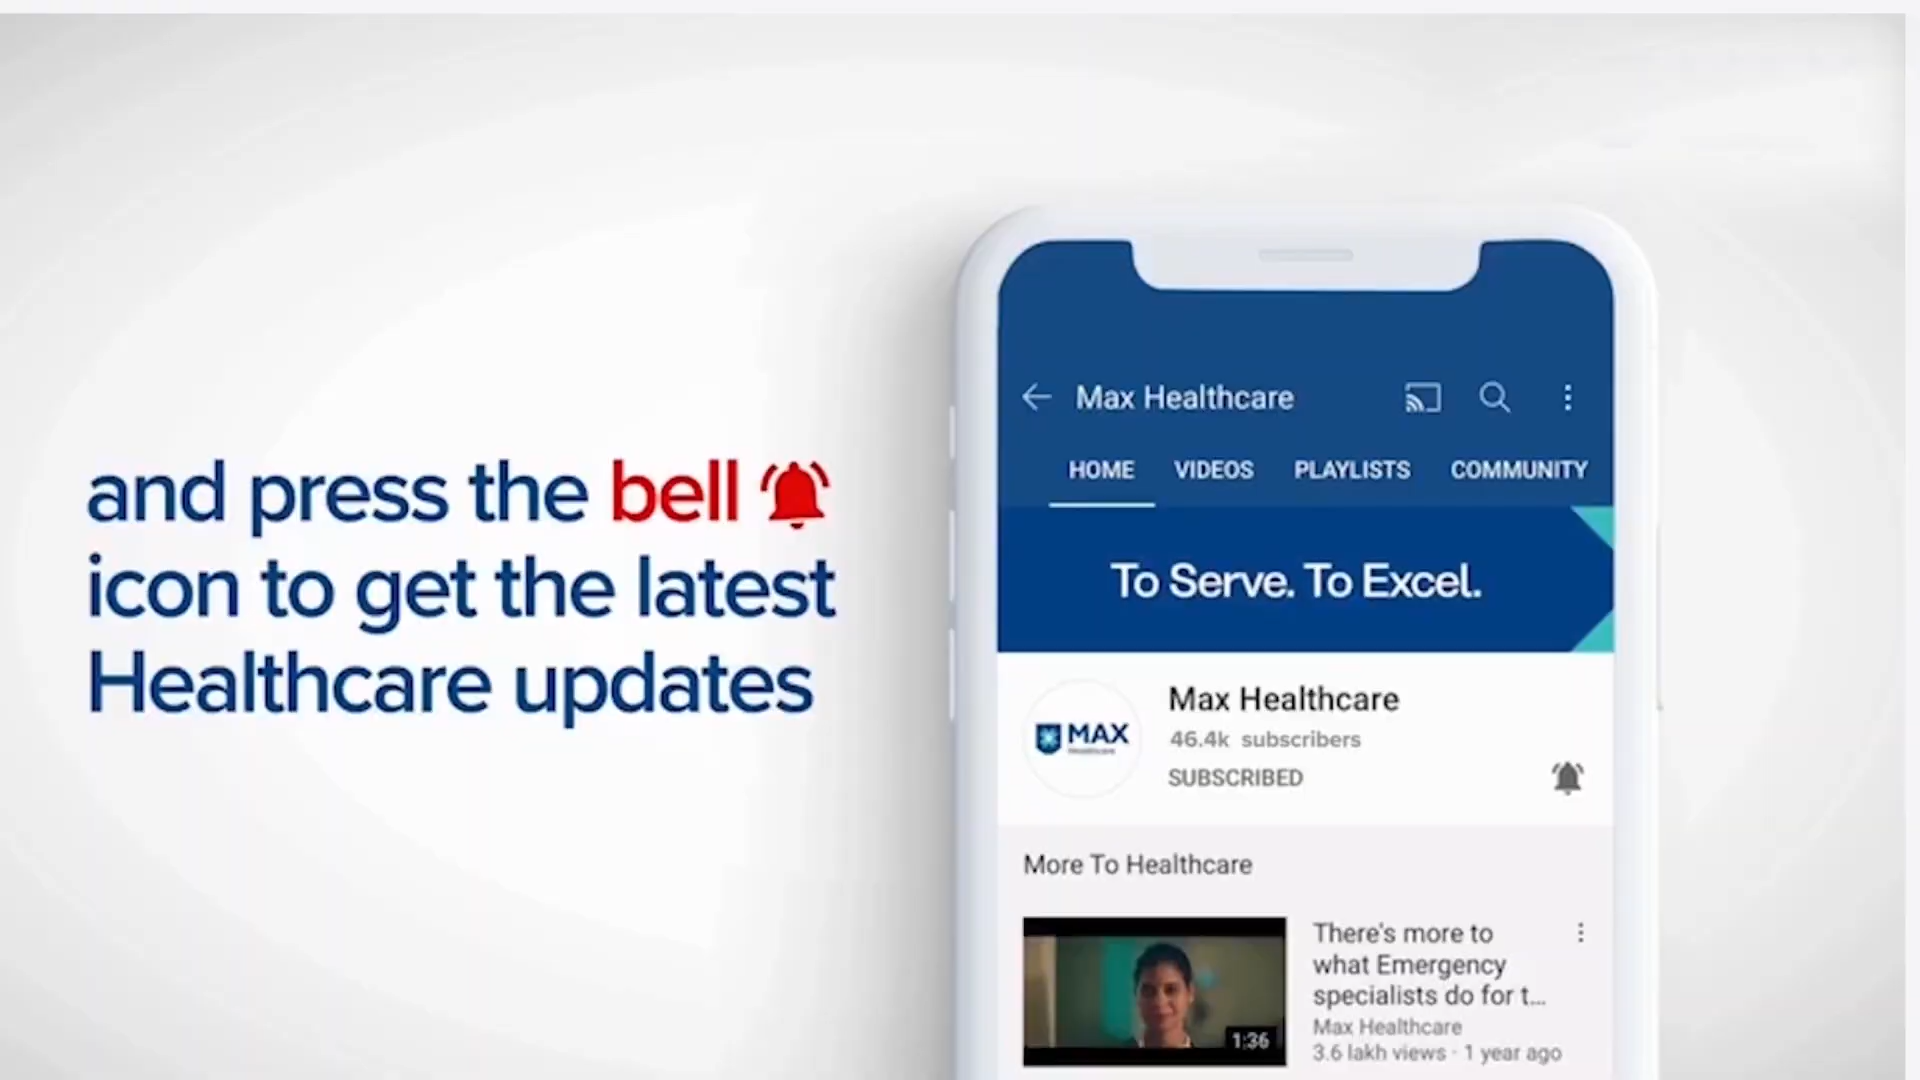 and press the bell
icon to get the latest
Healthcare updates
Max Healthcare
HOME VIDEOS PLAYLISTS COMMUNITY
To Serve. To Excel.
MAX
Healthcare
Max Healthcare
46.4k subscribers
SUBSCRIBED
More To Healthcare
There's more to
what Emergency
specialists do for t...
Max Healthcare
3.6 lakh views · 1 year ago
1:36